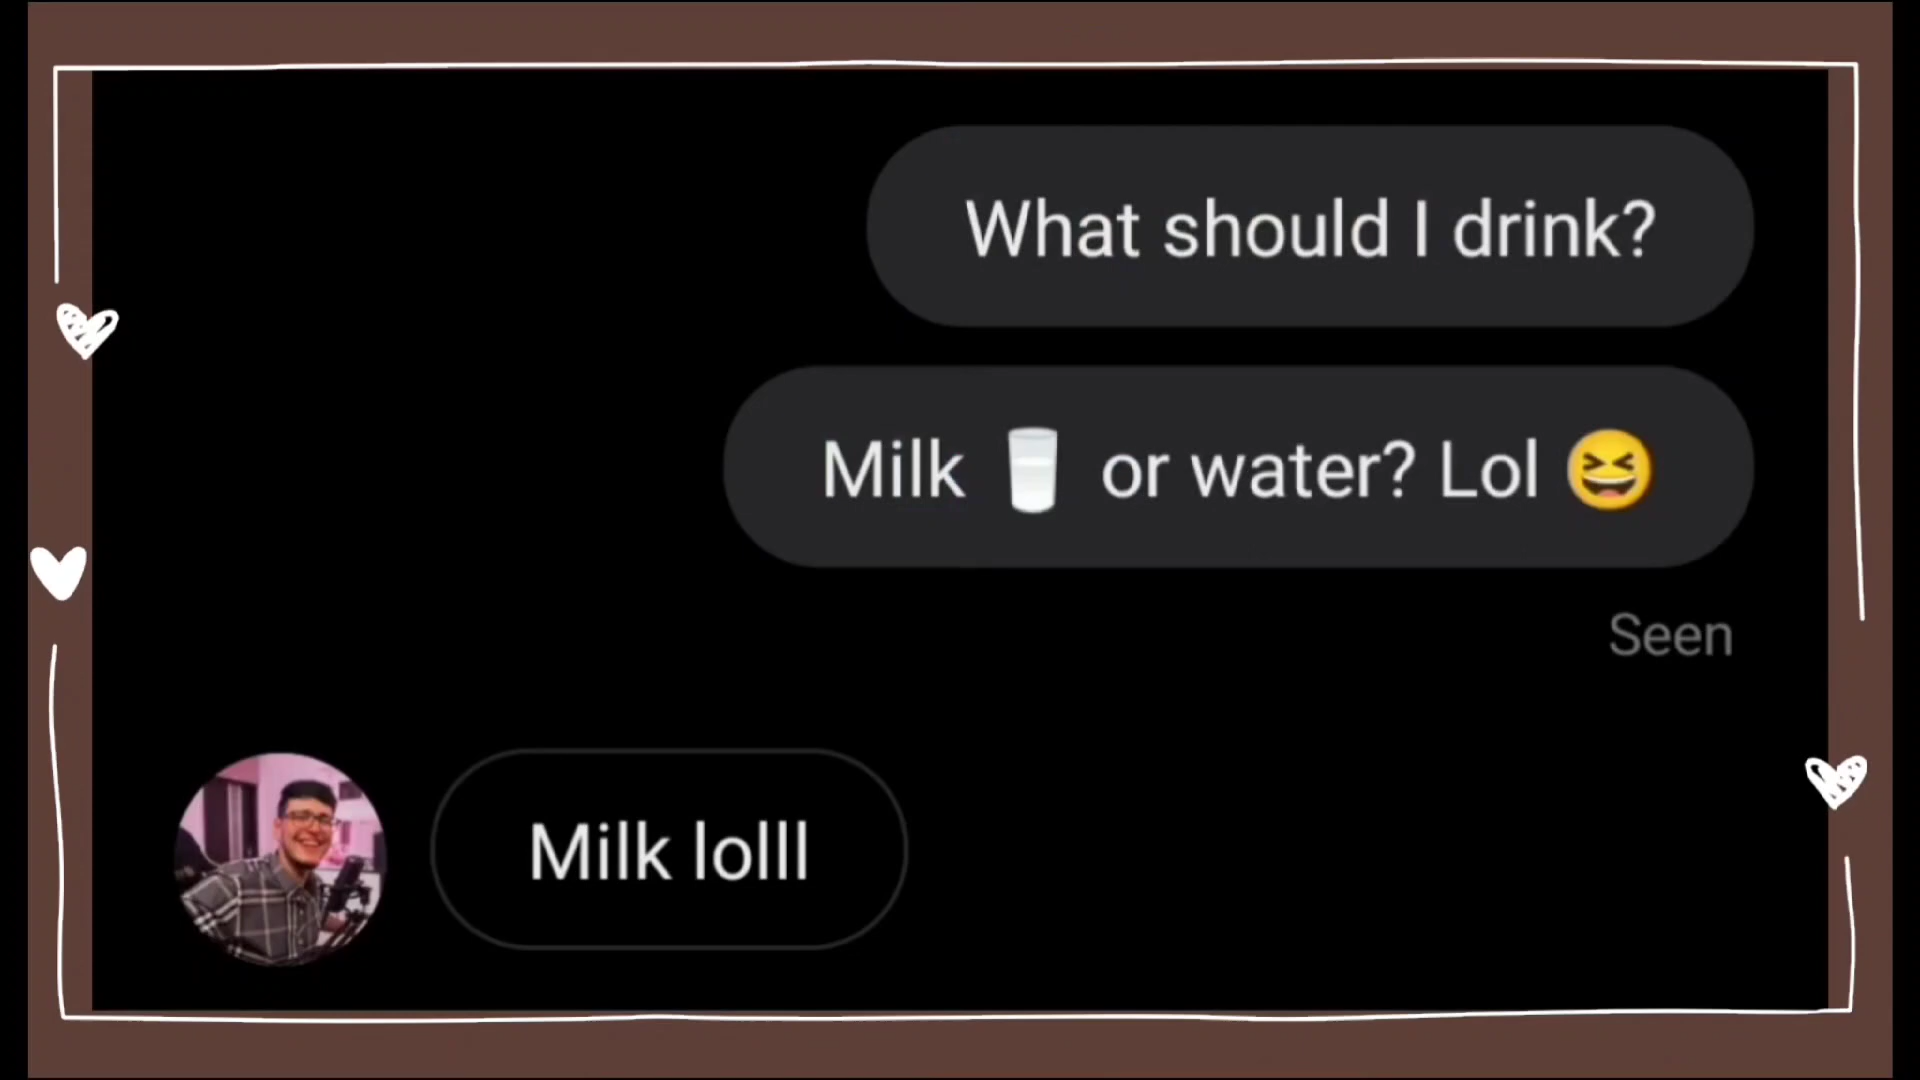 What should I drink?
Milk 🥛 or water? Lol 😆
Seen
Milk lolll